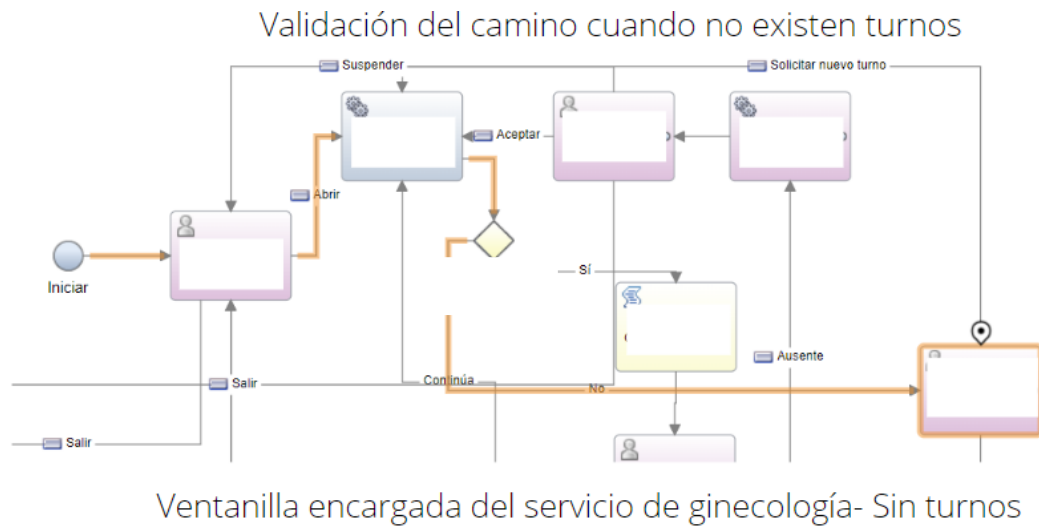 Validación del camino cuando no existen turnos
Suspender
Solicitar nuevo turno
Aceptar
Abrir
Iniciar
Sí
Ausente
Continúa
Salir
No
Salir
Ventanilla encargada del servicio de ginecología- Sin turnos